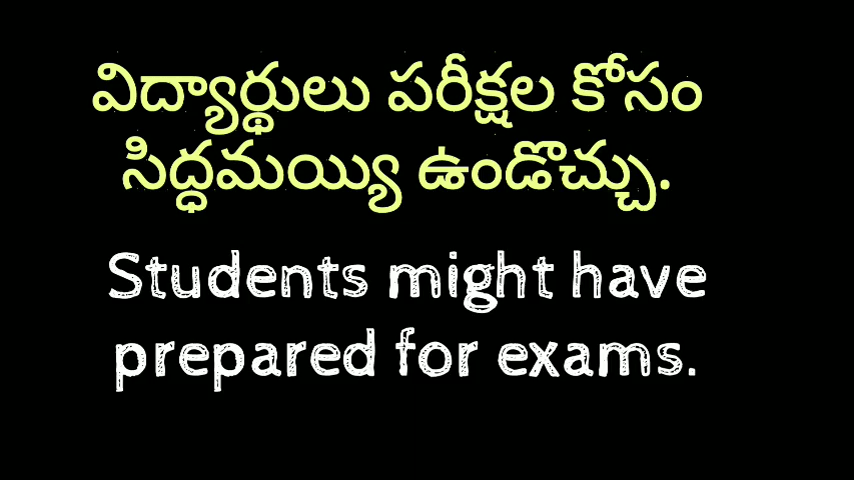 విద్యార్థులు పరీక్షల కోసం
సిద్ధమయ్యి ఉండొచ్చు.
Students might have
prepared for exams.